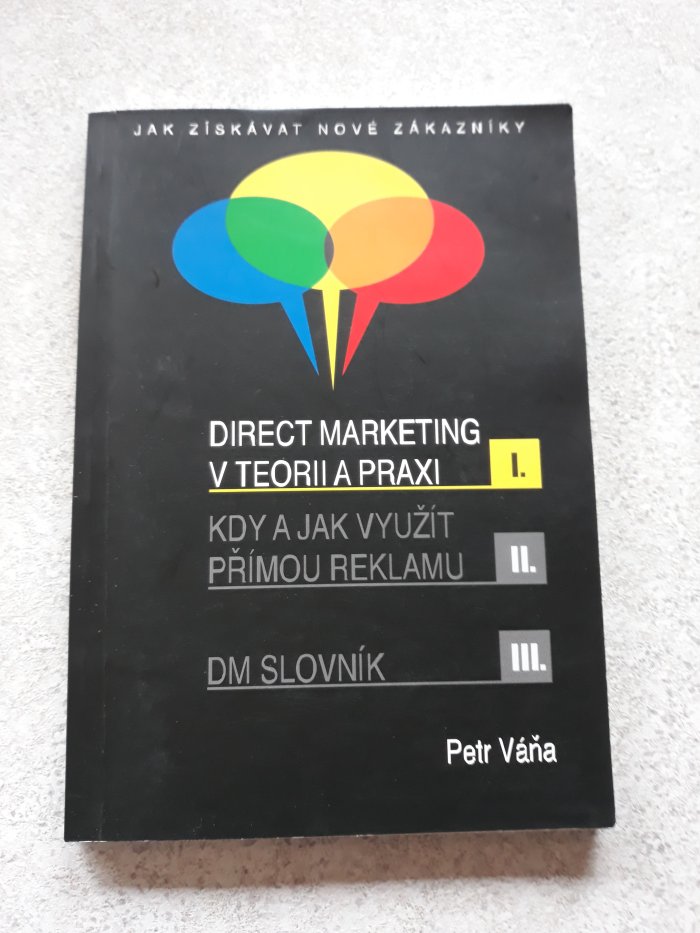 JAK ZÍSKÁVAT NOVÉ ZÁKAZNÍKY
DIRECT MARKETING
V TEORII A PRAXI I.
KDY A JAK VYUŽÍT
PŘÍMOU REKLAMU II.
DM SLOVNÍK III.
Petr Váňa